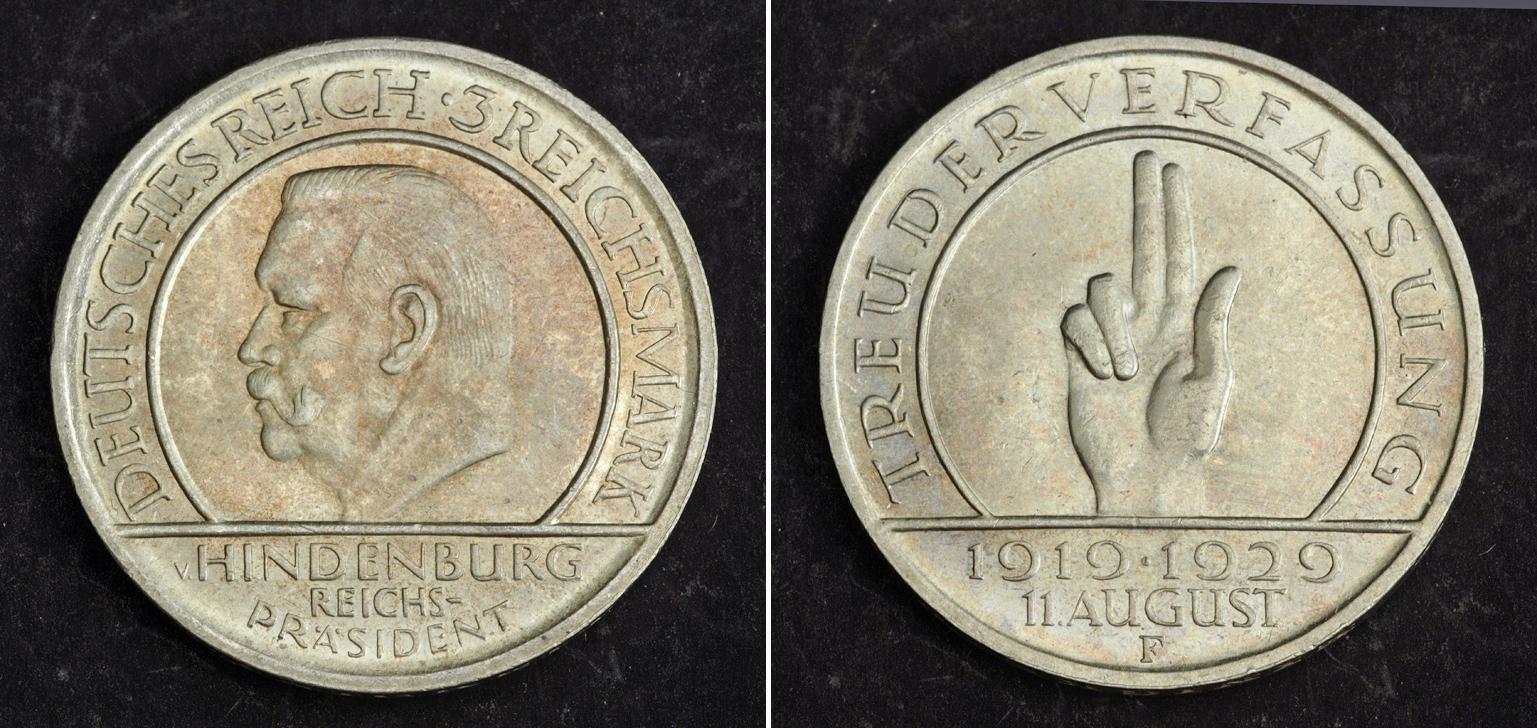 DEUTSCHES REICH · 3 REICHSMARK
v. HINDENBURG
REICHS-
PRÄSIDENT
TREU DER VERFASSUNG
1919·1929
11. AUGUST
F